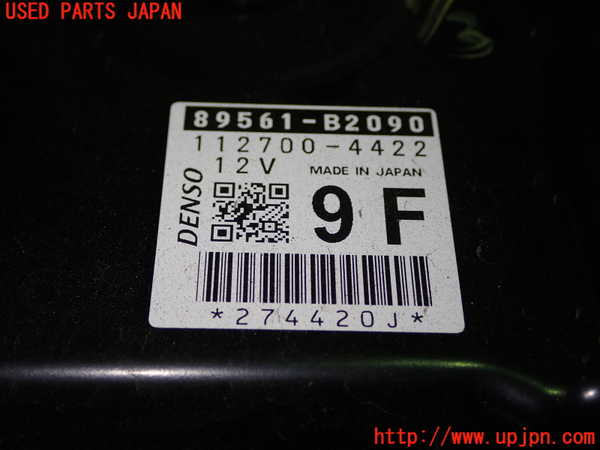 USED PARTS JAPAN
89561-B2090
112700-4422
12V MADE IN JAPAN
DENSO
9F
*274420J*
http://www.upjpn.com/